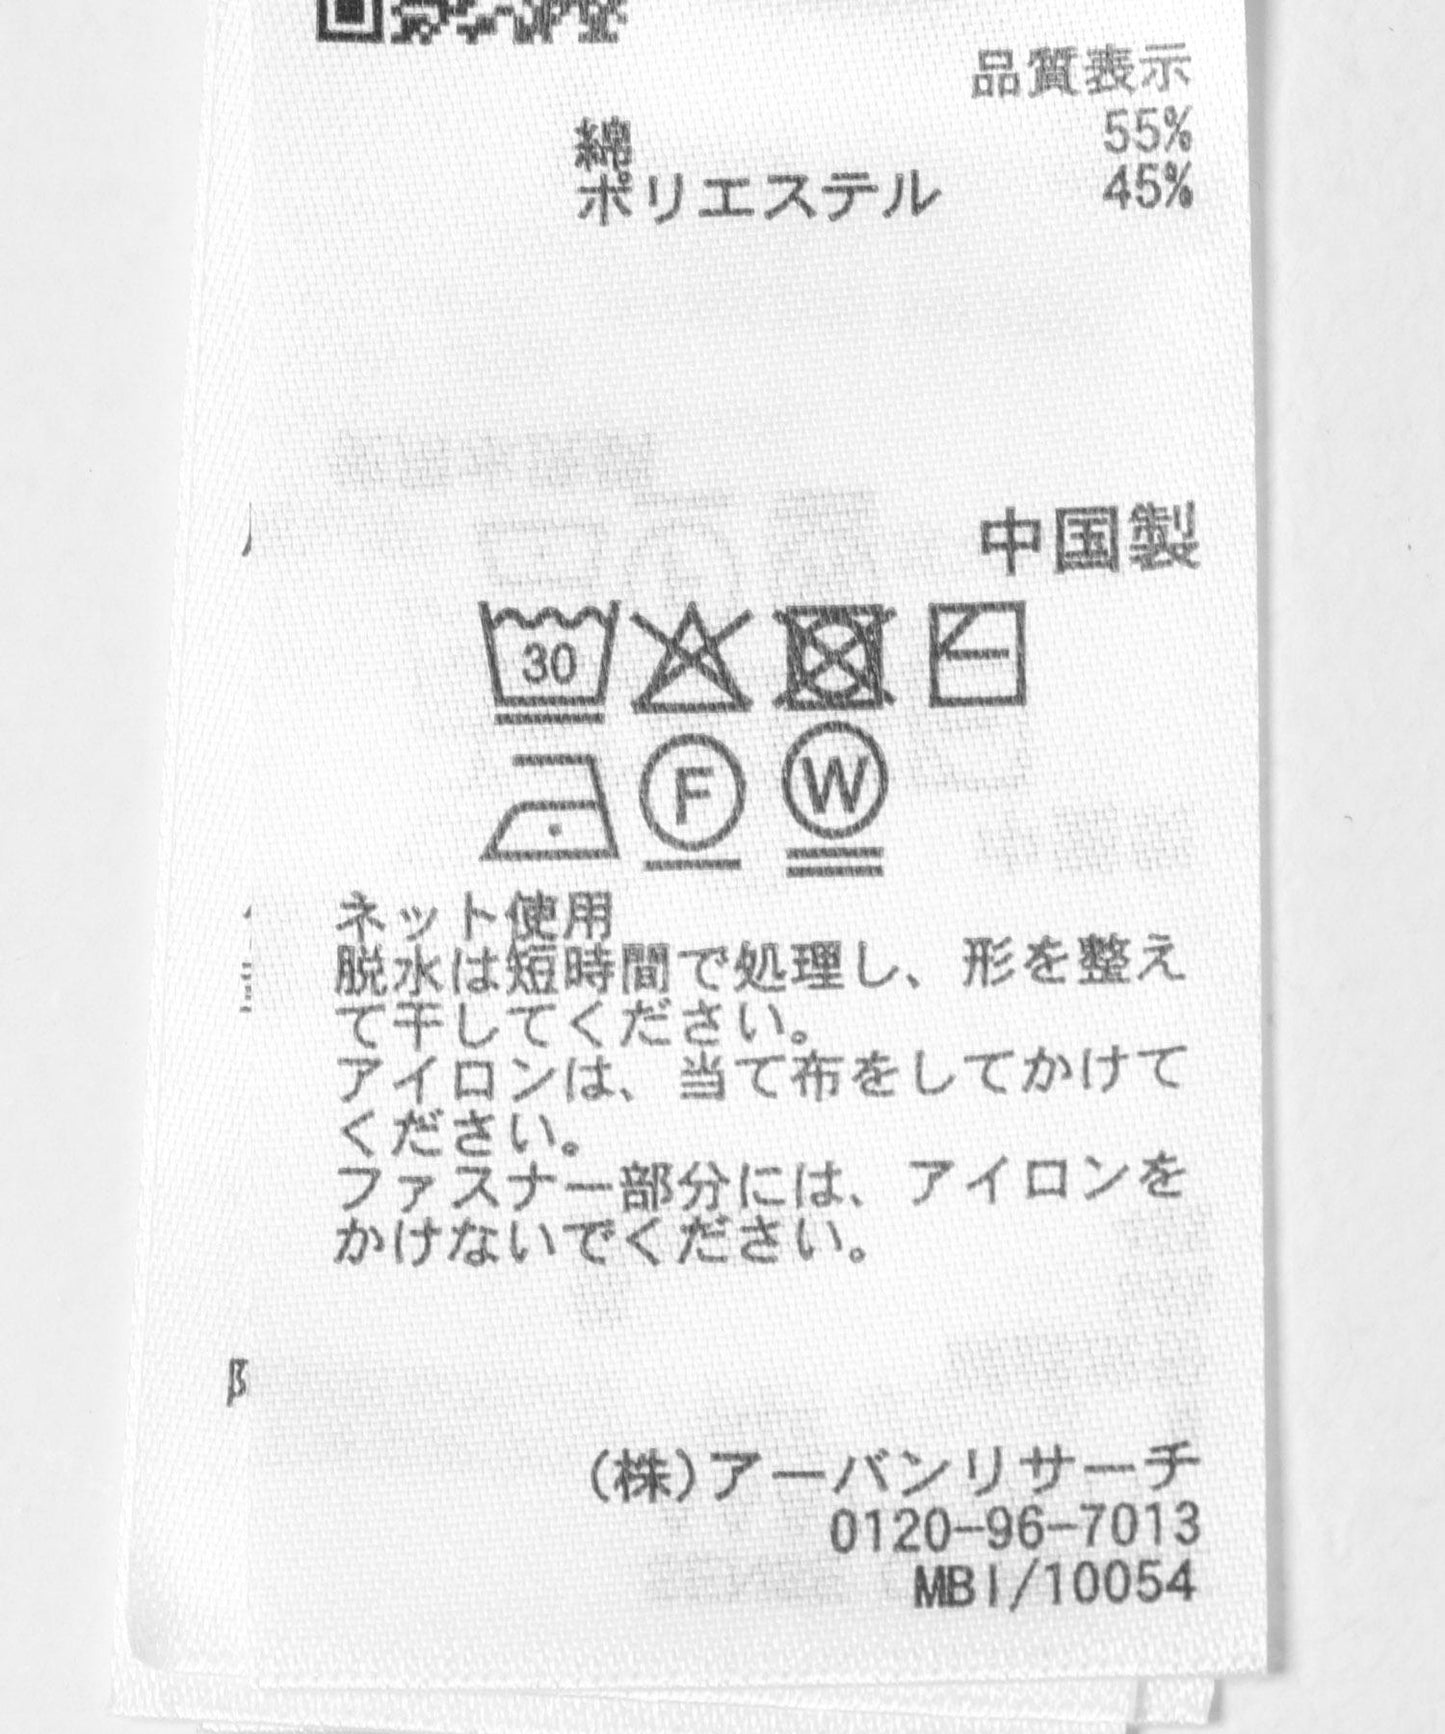 品質表示
綿 55%
ポリエステル 45%
中国製
30
F W
ネット使用
脱水は短時間で処理し、形を整え
て干してください。
アイロンは、当て布をしてかけて
ください。
ファスナー部分には、アイロンを
かけないでください。
(株)アーバンリサーチ
0120-96-7013
MBI/10054